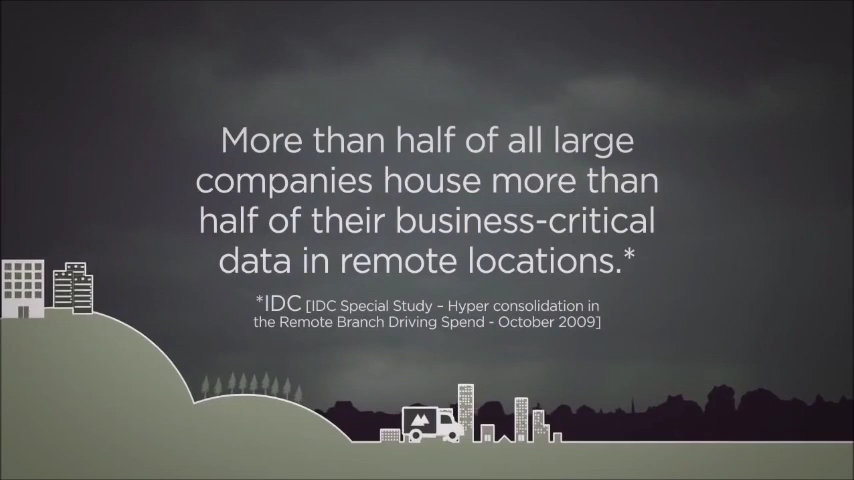 More than half of all large
companies house more than
half of their business-critical
data in remote locations.*
*IDC [IDC Special Study – Hyper consolidation in
the Remote Branch Driving Spend - October 2009]